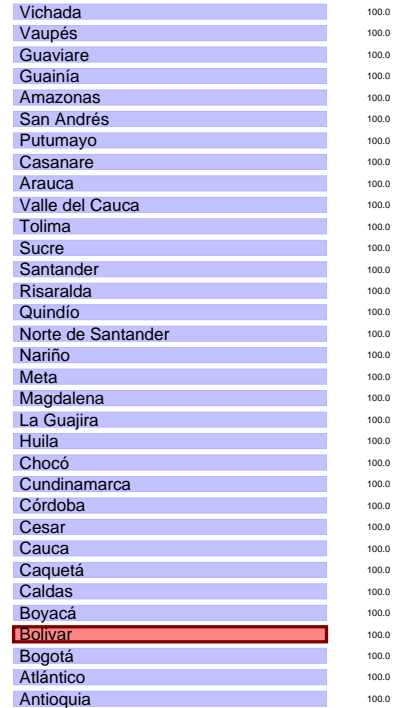 Vichada 100.0
Vaupés 100.0
Guaviare 100.0
Guainía 100.0
Amazonas 100.0
San Andrés 100.0
Putumayo 100.0
Casanare 100.0
Arauca 100.0
Valle del Cauca 100.0
Tolima 100.0
Sucre 100.0
Santander 100.0
Risaralda 100.0
Quindío 100.0
Norte de Santander 100.0
Nariño 100.0
Meta 100.0
Magdalena 100.0
La Guajira 100.0
Huila 100.0
Chocó 100.0
Cundinamarca 100.0
Córdoba 100.0
Cesar 100.0
Cauca 100.0
Caquetá 100.0
Caldas 100.0
Boyacá 100.0
Bolívar 100.0
Bogotá 100.0
Atlántico 100.0
Antioquia 100.0